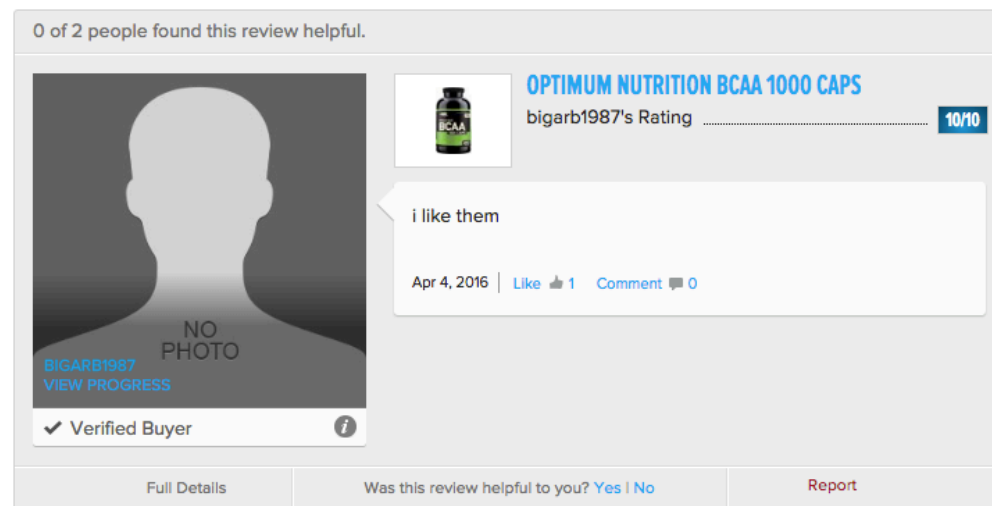 0 of 2 people found this review helpful.
OPTIMUM NUTRITION BCAA 1000 CAPS
bigarb1987's Rating 10/10
BCAA
i like them
Apr 4, 2016 | Like 1 Comment 0
NO
PHOTO
BIGARB1987
VIEW PROGRESS
Verified Buyer i
Full Details Was this review helpful to you? Yes | No Report